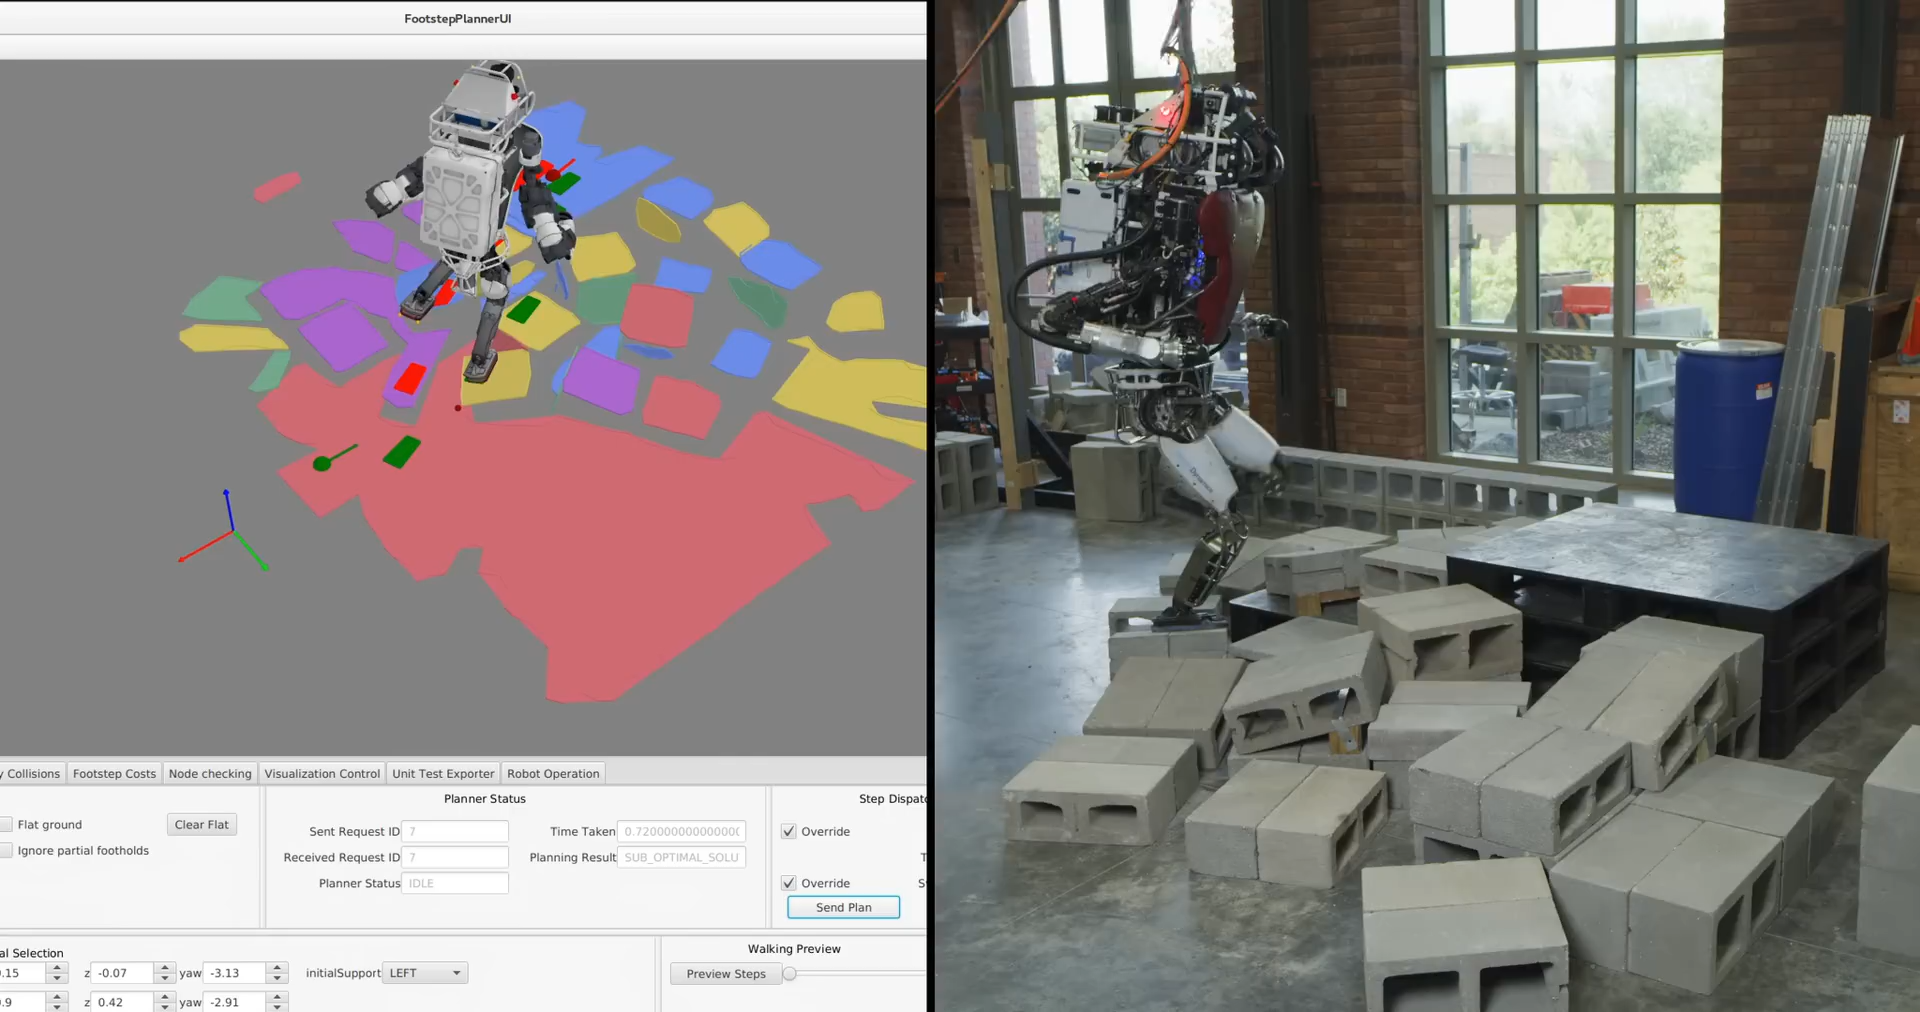 FootstepPlannerUI
y Collisions
Footstep Costs
Node checking
Visualization Control
Unit Test Exporter
Robot Operation
Flat ground
Clear Flat
Ignore partial footholds
Planner Status
Sent Request ID 7
Time Taken 0.72000000000000(
Received Request ID 7
Planning Result SUB_OPTIMAL_SOLU
Planner Status IDLE
Step Dispatc
Override
Override
Send Plan
al Selection
.15 z -0.07 yaw -3.13 initialSupport LEFT
.9 z 0.42 yaw -2.91
Walking Preview
Preview Steps
Dynamics